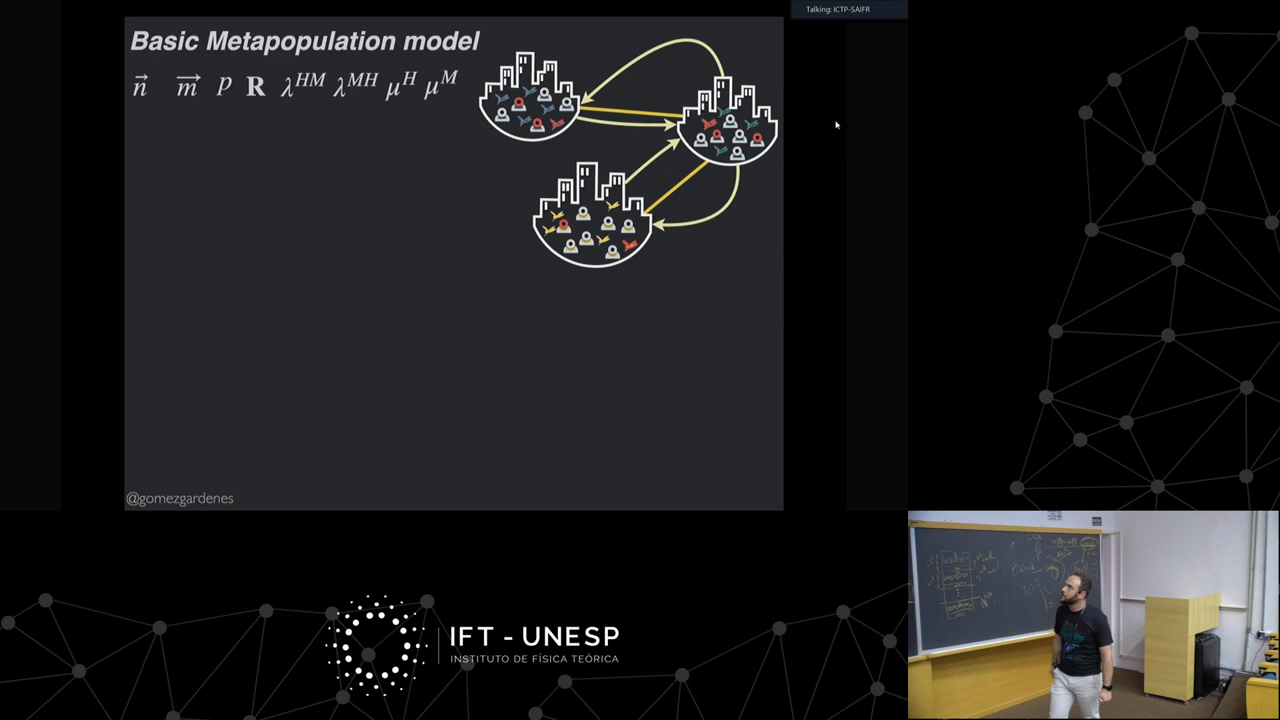 Talking: ICTP-SAIFR
Basic Metapopulation model
n⃗ m⃗ p R λ^{HM} λ^{MH} μ^H μ^M
@gomezgardenes
IFT - UNESP
INSTITUTO DE FÍSICA TEÓRICA